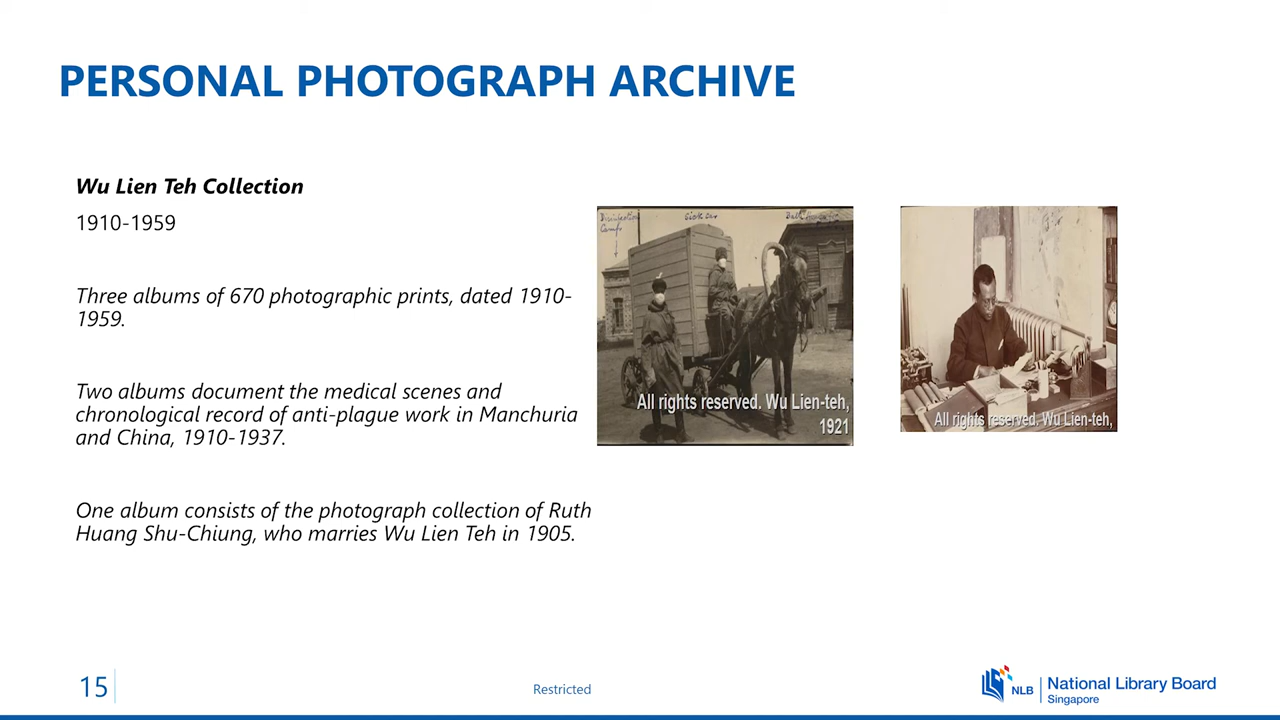 PERSONAL PHOTOGRAPH ARCHIVE
Wu Lien Teh Collection
1910-1959
Three albums of 670 photographic prints, dated 1910-
1959.
Two albums document the medical scenes and
chronological record of anti-plague work in Manchuria
and China, 1910-1937.
One album consists of the photograph collection of Ruth
Huang Shu-Chiung, who marries Wu Lien Teh in 1905.
Disinfection Sick car
Camp
All rights reserved. Wu Lien-teh,
1921
All rights reserved. Wu Lien-teh,
15
Restricted
NLB
National Library Board
Singapore